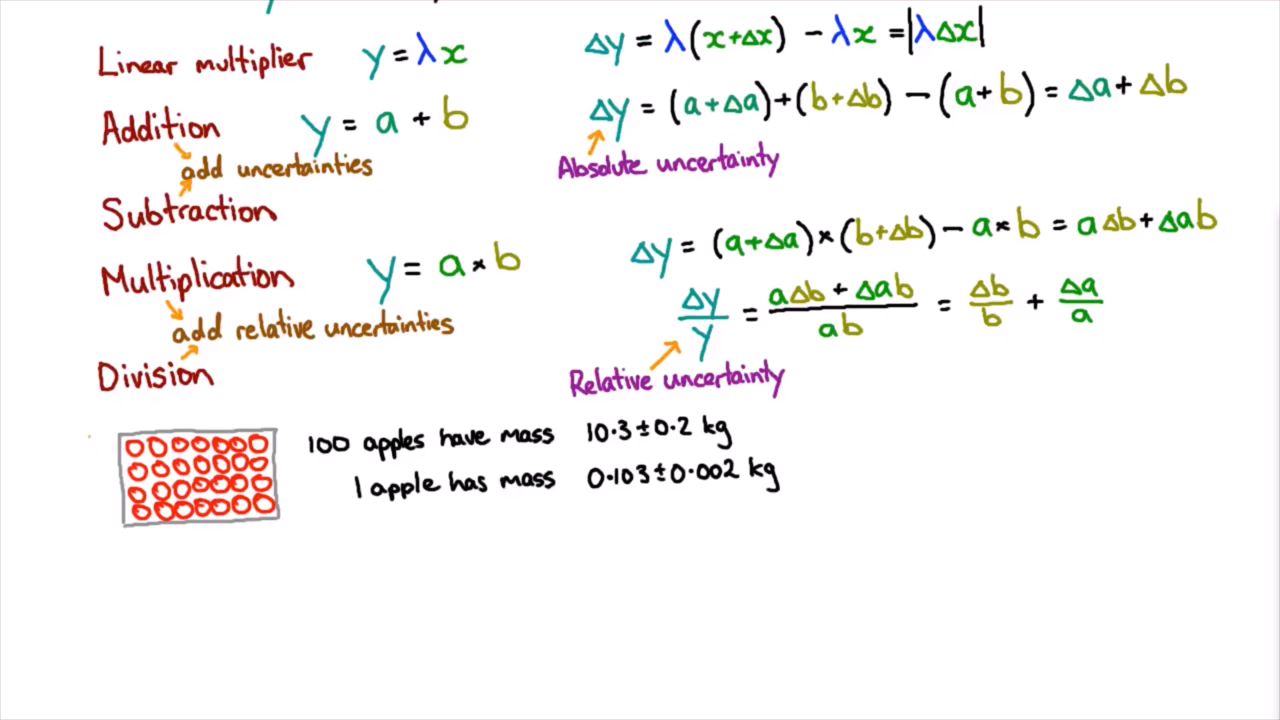 Linear multiplier y = λx Δy = λ(x+Δx) - λx = |λΔx|
Addition y = a + b Δy = (a+Δa)+(b+Δb) - (a+b) = Δa + Δb
add uncertainties Absolute uncertainty
Subtraction
Multiplication y = a × b Δy = (a+Δa)×(b+Δb) - a×b = aΔb + Δab
Δy/y = (aΔb + Δab)/ab = Δb/b + Δa/a
add relative uncertainties
Division Relative uncertainty
100 apples have mass 10.3 ± 0.2 kg
1 apple has mass 0.103 ± 0.002 kg